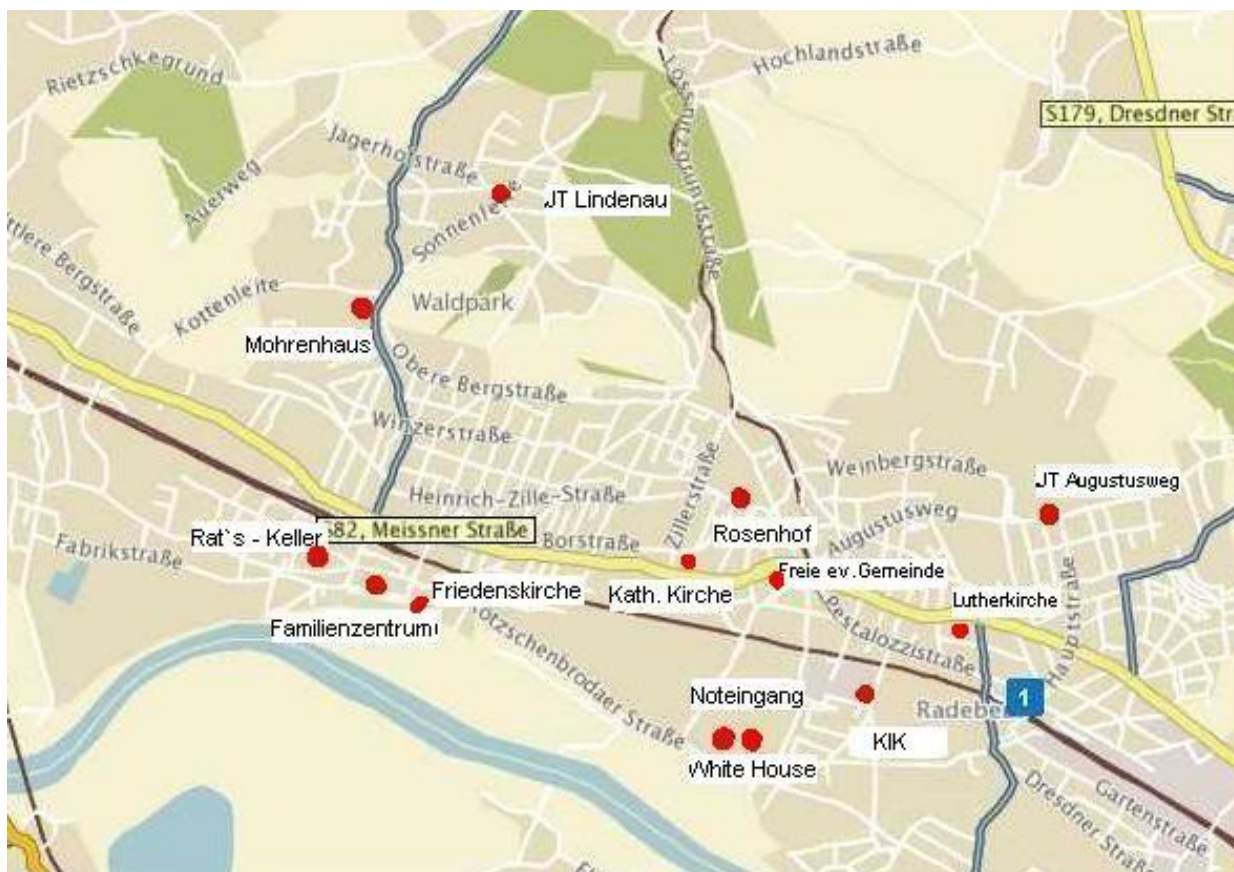 Hochlandstraße
Rietzschkegrund
Lössnitzgrundstraße
S179, Dresdner Str
Jägerhofstraße
Auerweg
JT Lindenau
Sonnenleite
ttlere Bergstraße
Kottenleite
Waldpark
Mohrenhaus
Obere Bergstraße
Winzerstraße
Zillerstraße
Weinbergstraße
JT Augustusweg
Heinrich-Zille-Straße
Rosenhof
Augustusweg
S82, Meissner Straße
Rat`s - Keller
Borstraße
Fabrikstraße
Freie ev.Gemeinde
Friedenskirche
Kath. Kirche
Lutherkirche
Hauptstraße
Familienzentrum
Pestalozzistraße
Kötzschenbrodaer Straße
Noteingang
1
KIK
White House
Dresdner Straße
Gartenstraße